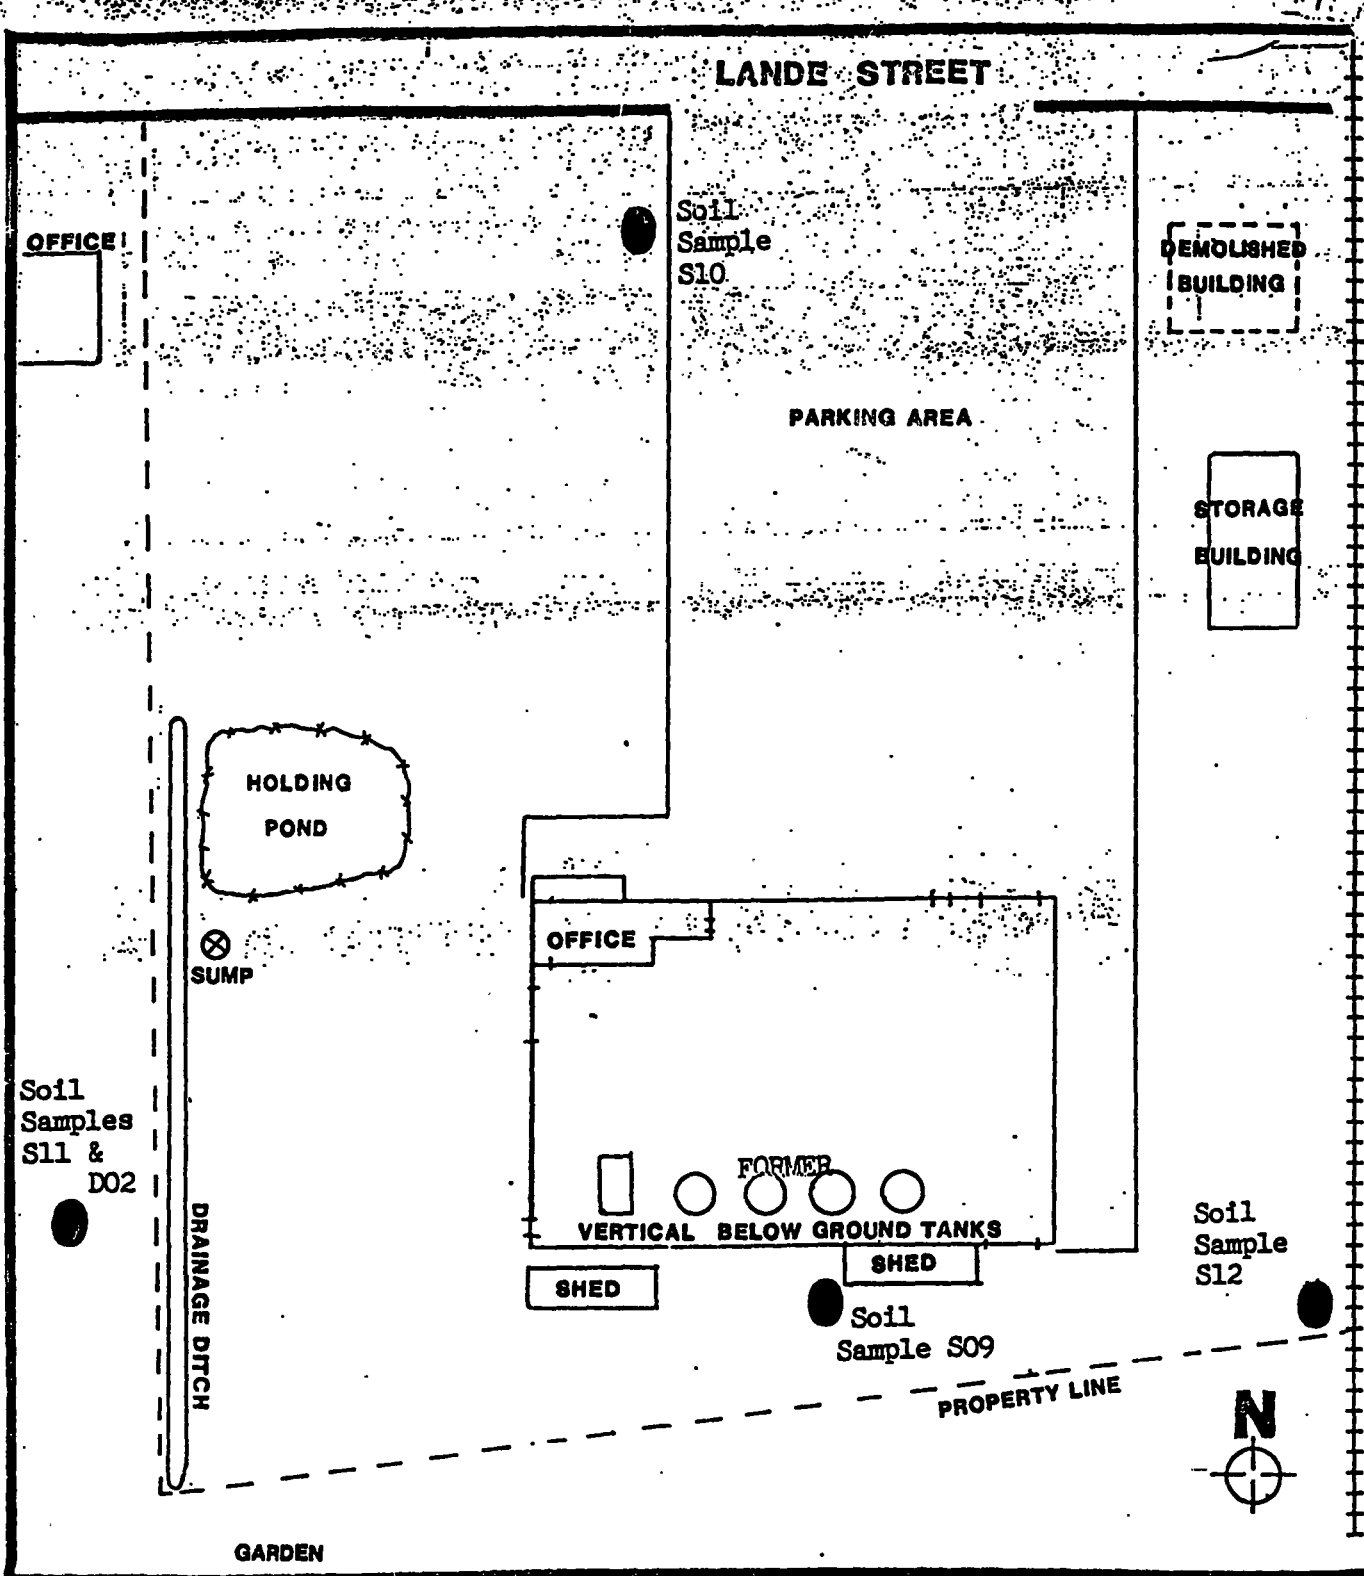 LANDE STREET
Soil
Sample
S10
OFFICE
DEMOLISHED
BUILDING
PARKING AREA
STORAGE
BUILDING
HOLDING
POND
OFFICE
SUMP
Soil
Samples
S11 &
D02
FORMER
VERTICAL BELOW GROUND TANKS
SHED
SHED
Soil
Sample
S12
DRAINAGE DITCH
Soil
Sample S09
PROPERTY LINE
N
GARDEN